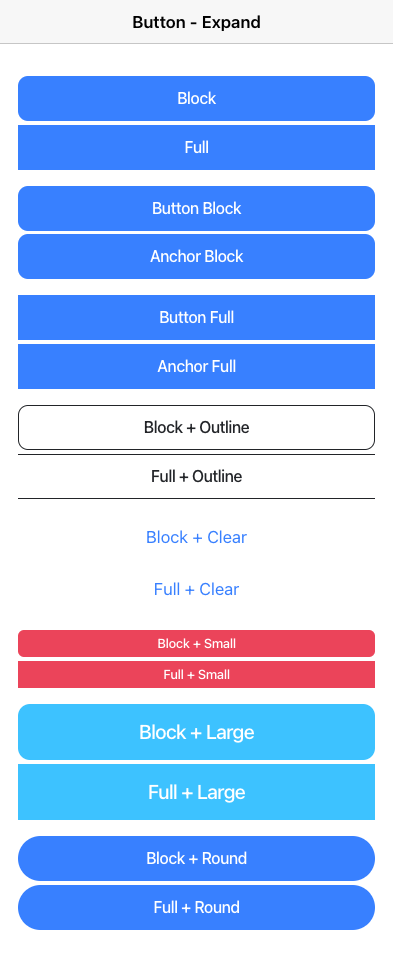 Button - Expand
Block
Full
Button Block
Anchor Block
Button Full
Anchor Full
Block + Outline
Full + Outline
Block + Clear
Full + Clear
Block + Small
Full + Small
Block + Large
Full + Large
Block + Round
Full + Round